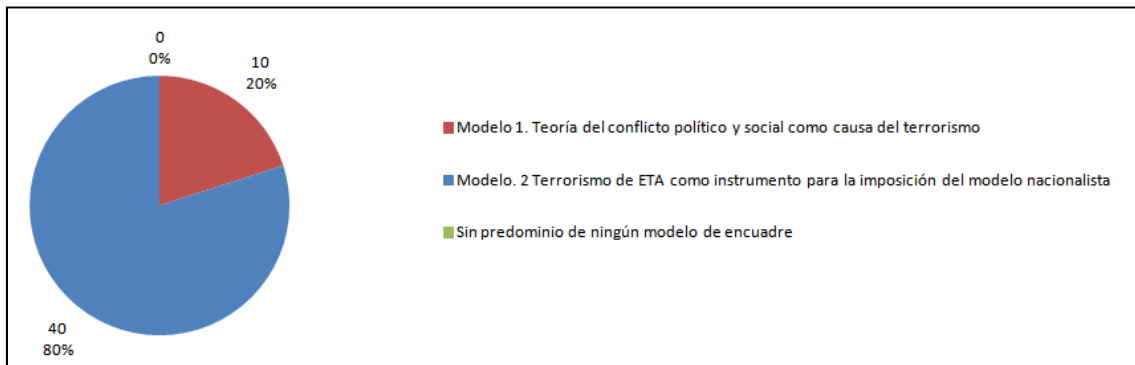 0
0%
10
20%
Modelo 1. Teoría del conflicto político y social como causa del terrorismo
Modelo. 2 Terrorismo de ETA como instrumento para la imposición del modelo nacionalista
Sin predominio de ningún modelo de encuadre
40
80%